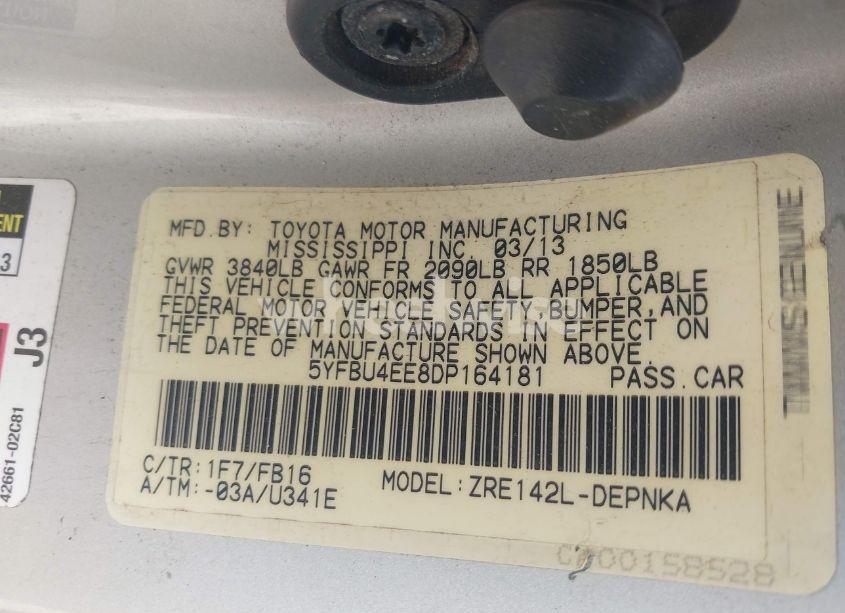 MFD.BY: TOYOTA MOTOR MANUFACTURING
MISSISSIPPI INC. 03/13
GVWR 3840LB GAWR FR 2090LB RR 1850LB
THIS VEHICLE CONFORMS TO ALL APPLICABLE
FEDERAL MOTOR VEHICLE SAFETY,BUMPER,AND
THEFT PREVENTION STANDARDS IN EFFECT ON
THE DATE OF MANUFACTURE SHOWN ABOVE.
5YFBU4EE8DP164181 PASS.CAR
C/TR:1F7/FB16
A/TM:-03A/U341E MODEL:ZRE142L-DEPNKA
J3
42661-02C81